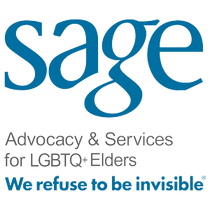 sage
Advocacy & Services
for LGBTQ+ Elders
We refuse to be invisible®